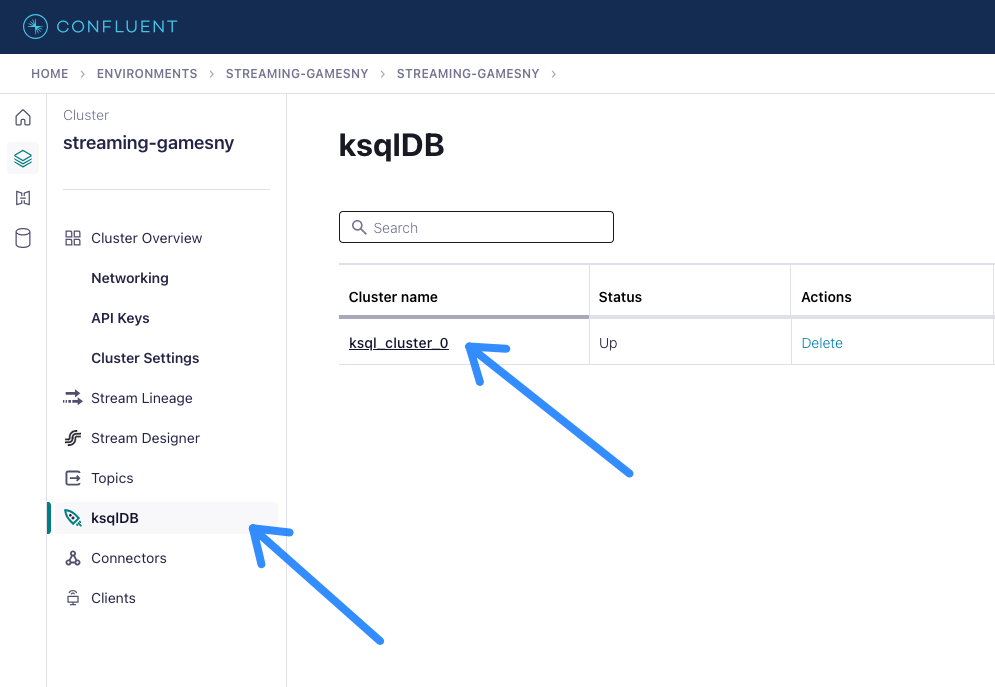 CONFLUENT
HOME > ENVIRONMENTS > STREAMING-GAMESNY > STREAMING-GAMESNY >
Cluster
streaming-gamesny
Cluster Overview
Networking
API Keys
Cluster Settings
Stream Lineage
Stream Designer
Topics
ksqlDB
Connectors
Clients
ksqlDB
Search
Cluster name Status Actions
ksql_cluster_0 Up Delete